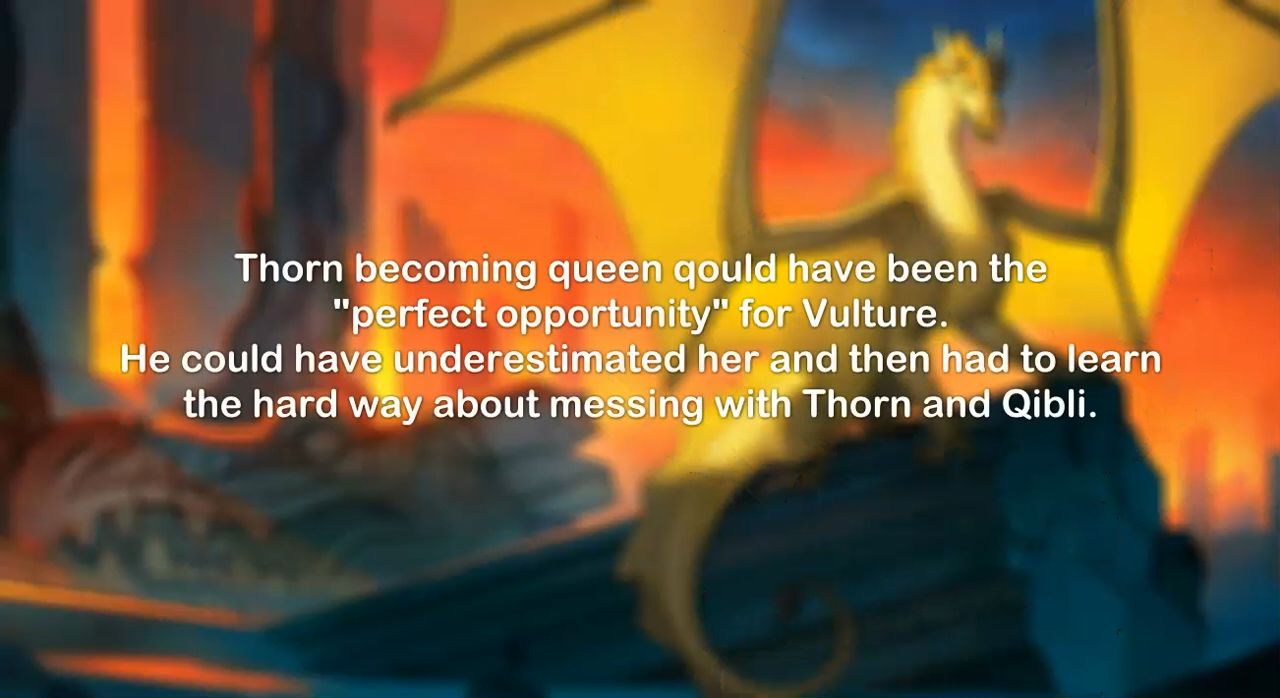 Thorn becoming queen qould have been the
"perfect opportunity" for Vulture.
He could have underestimated her and then had to learn
the hard way about messing with Thorn and Qibli.